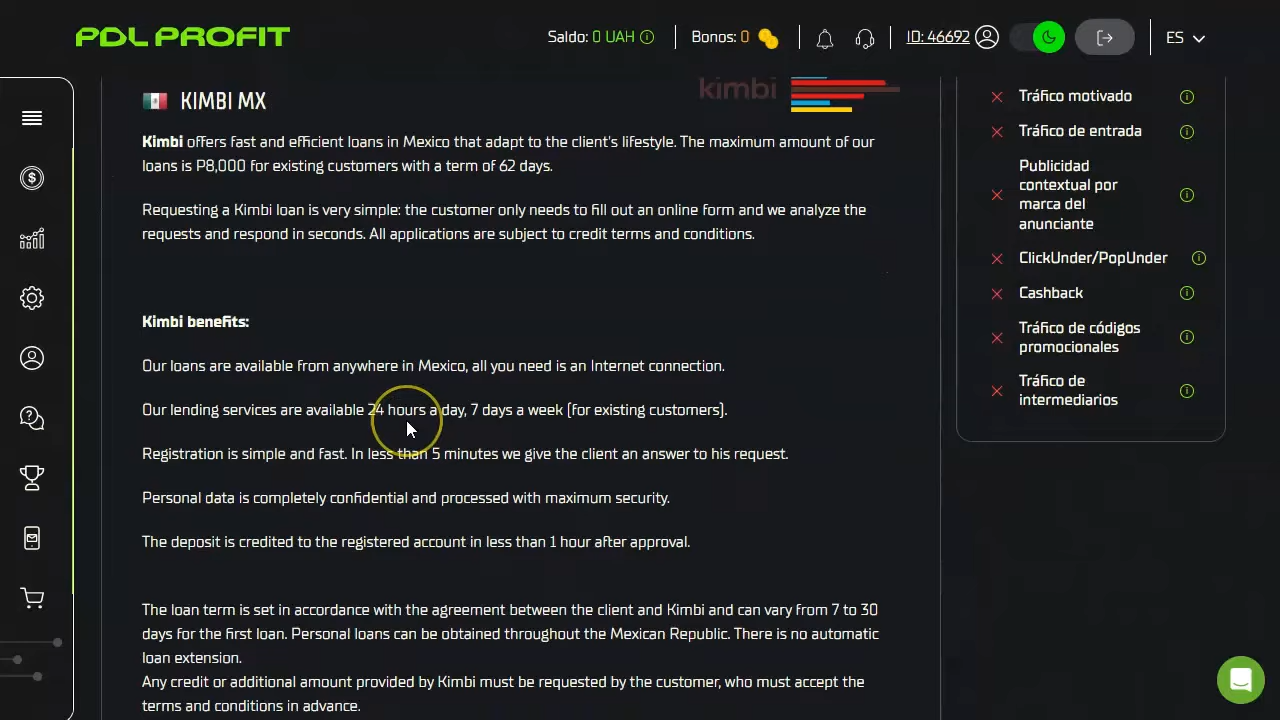 PDL PROFIT
Saldo: 0 UAH
Bonos: 0
ID: 46692
ES
KIMBI MX
kimbi
Kimbi offers fast and efficient loans in Mexico that adapt to the client's lifestyle. The maximum amount of our
loans is P8,000 for existing customers with a term of 62 days.
Requesting a Kimbi loan is very simple: the customer only needs to fill out an online form and we analyze the
requests and respond in seconds. All applications are subject to credit terms and conditions.
Kimbi benefits:
Our loans are available from anywhere in Mexico, all you need is an Internet connection.
Our lending services are available 24 hours a day, 7 days a week (for existing customers).
Registration is simple and fast. In less than 5 minutes we give the client an answer to his request.
Personal data is completely confidential and processed with maximum security.
The deposit is credited to the registered account in less than 1 hour after approval.
The loan term is set in accordance with the agreement between the client and Kimbi and can vary from 7 to 30
days for the first loan. Personal loans can be obtained throughout the Mexican Republic. There is no automatic
loan extension.
Any credit or additional amount provided by Kimbi must be requested by the customer, who must accept the
terms and conditions in advance.
Tráfico motivado
Tráfico de entrada
Publicidad
contextual por
marca del
anunciante
ClickUnder/PopUnder
Cashback
Tráfico de códigos
promocionales
Tráfico de
intermediarios